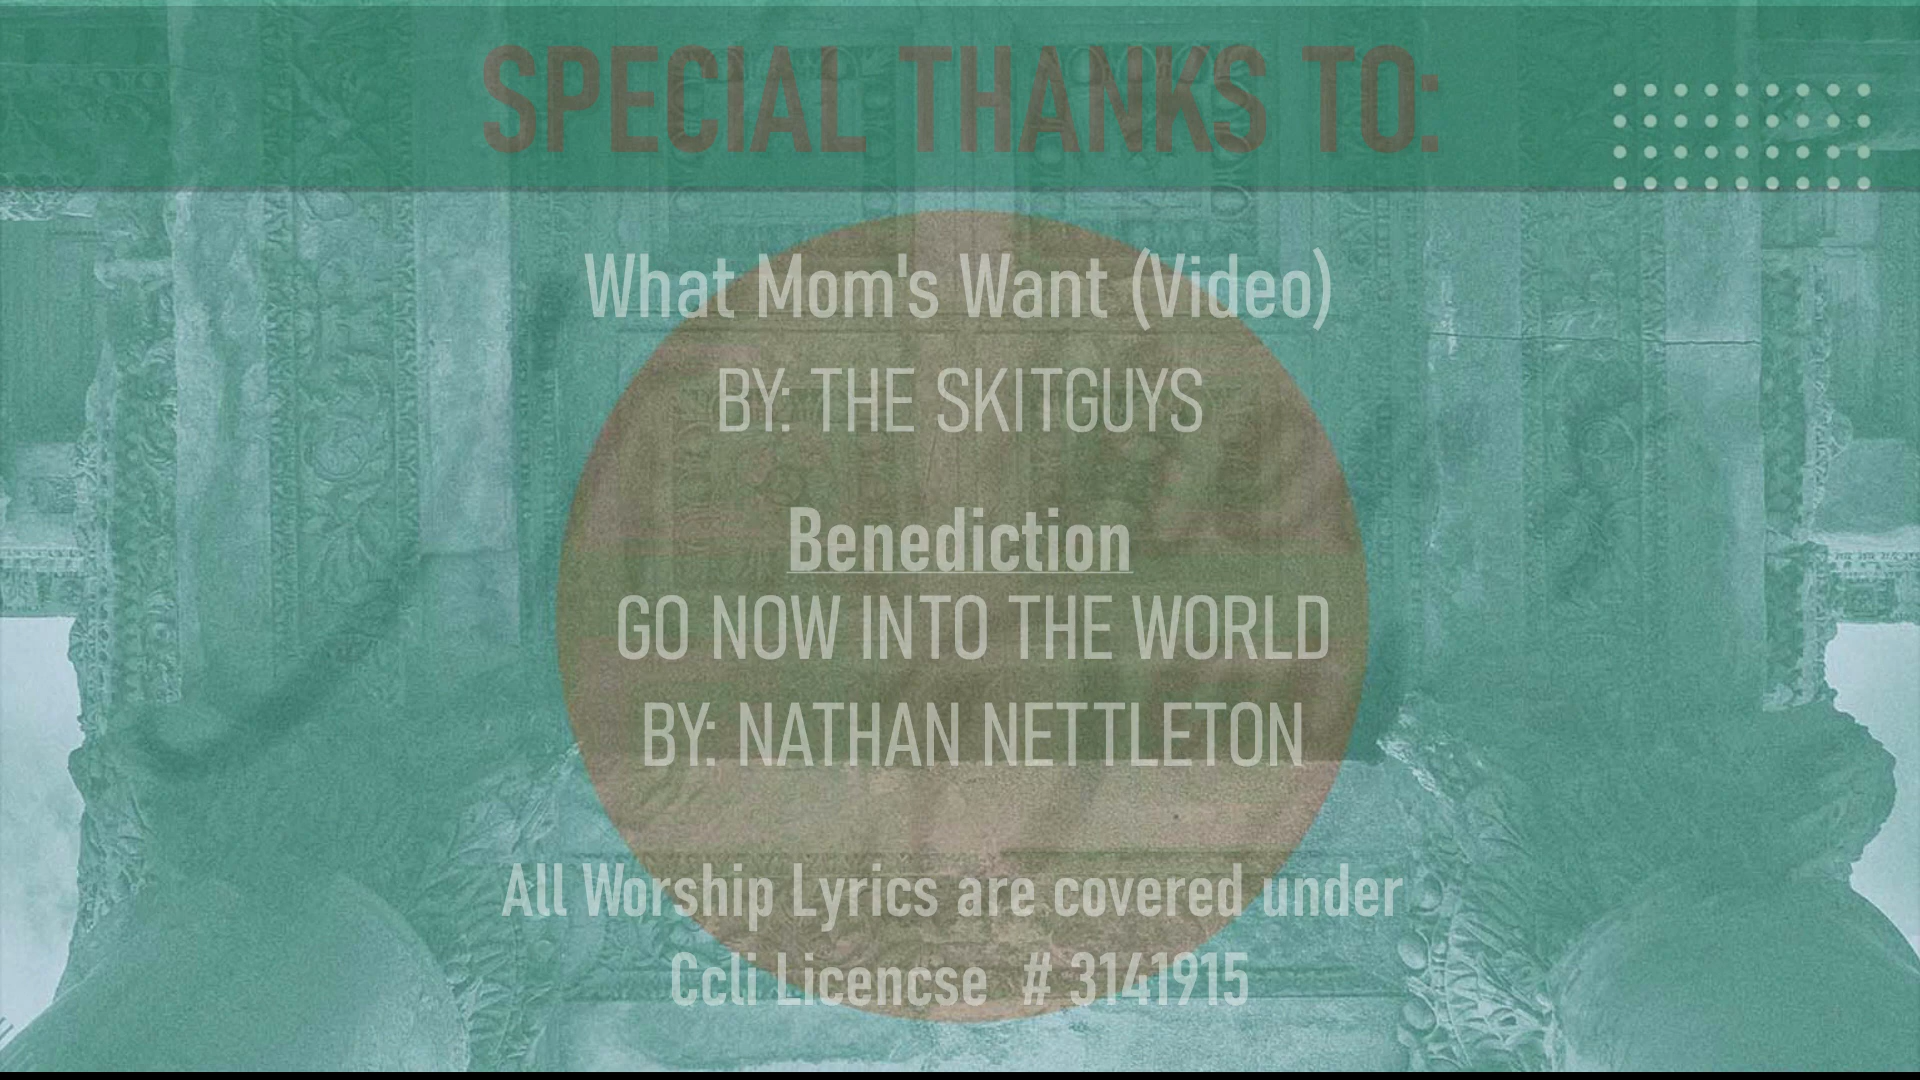 SPECIAL THANKS TO:
What Mom's Want (Video)
BY: THE SKITGUYS
Benediction
GO NOW INTO THE WORLD
BY: NATHAN NETTLETON
All Worship Lyrics are covered under
Ccli Licencse # 3141915